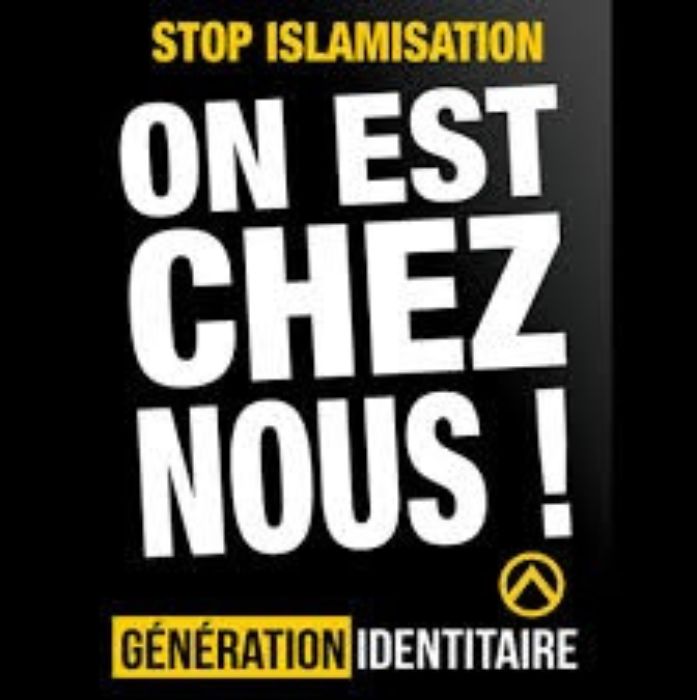 STOP ISLAMISATION
ON EST
CHEZ
NOUS !
GÉNÉRATION IDENTITAIRE